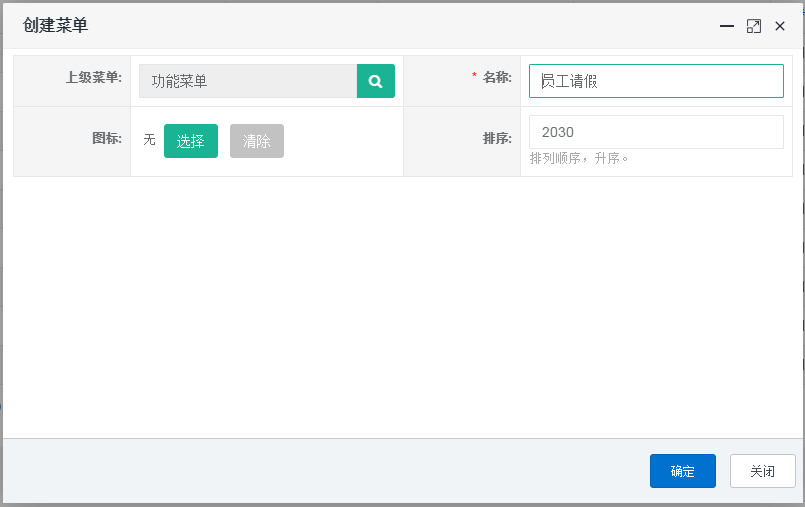 创建菜单
上级菜单: 功能菜单 * 名称: 员工请假
图标: 无 选择 清除 排序: 2030
排列顺序，升序。
确定 关闭